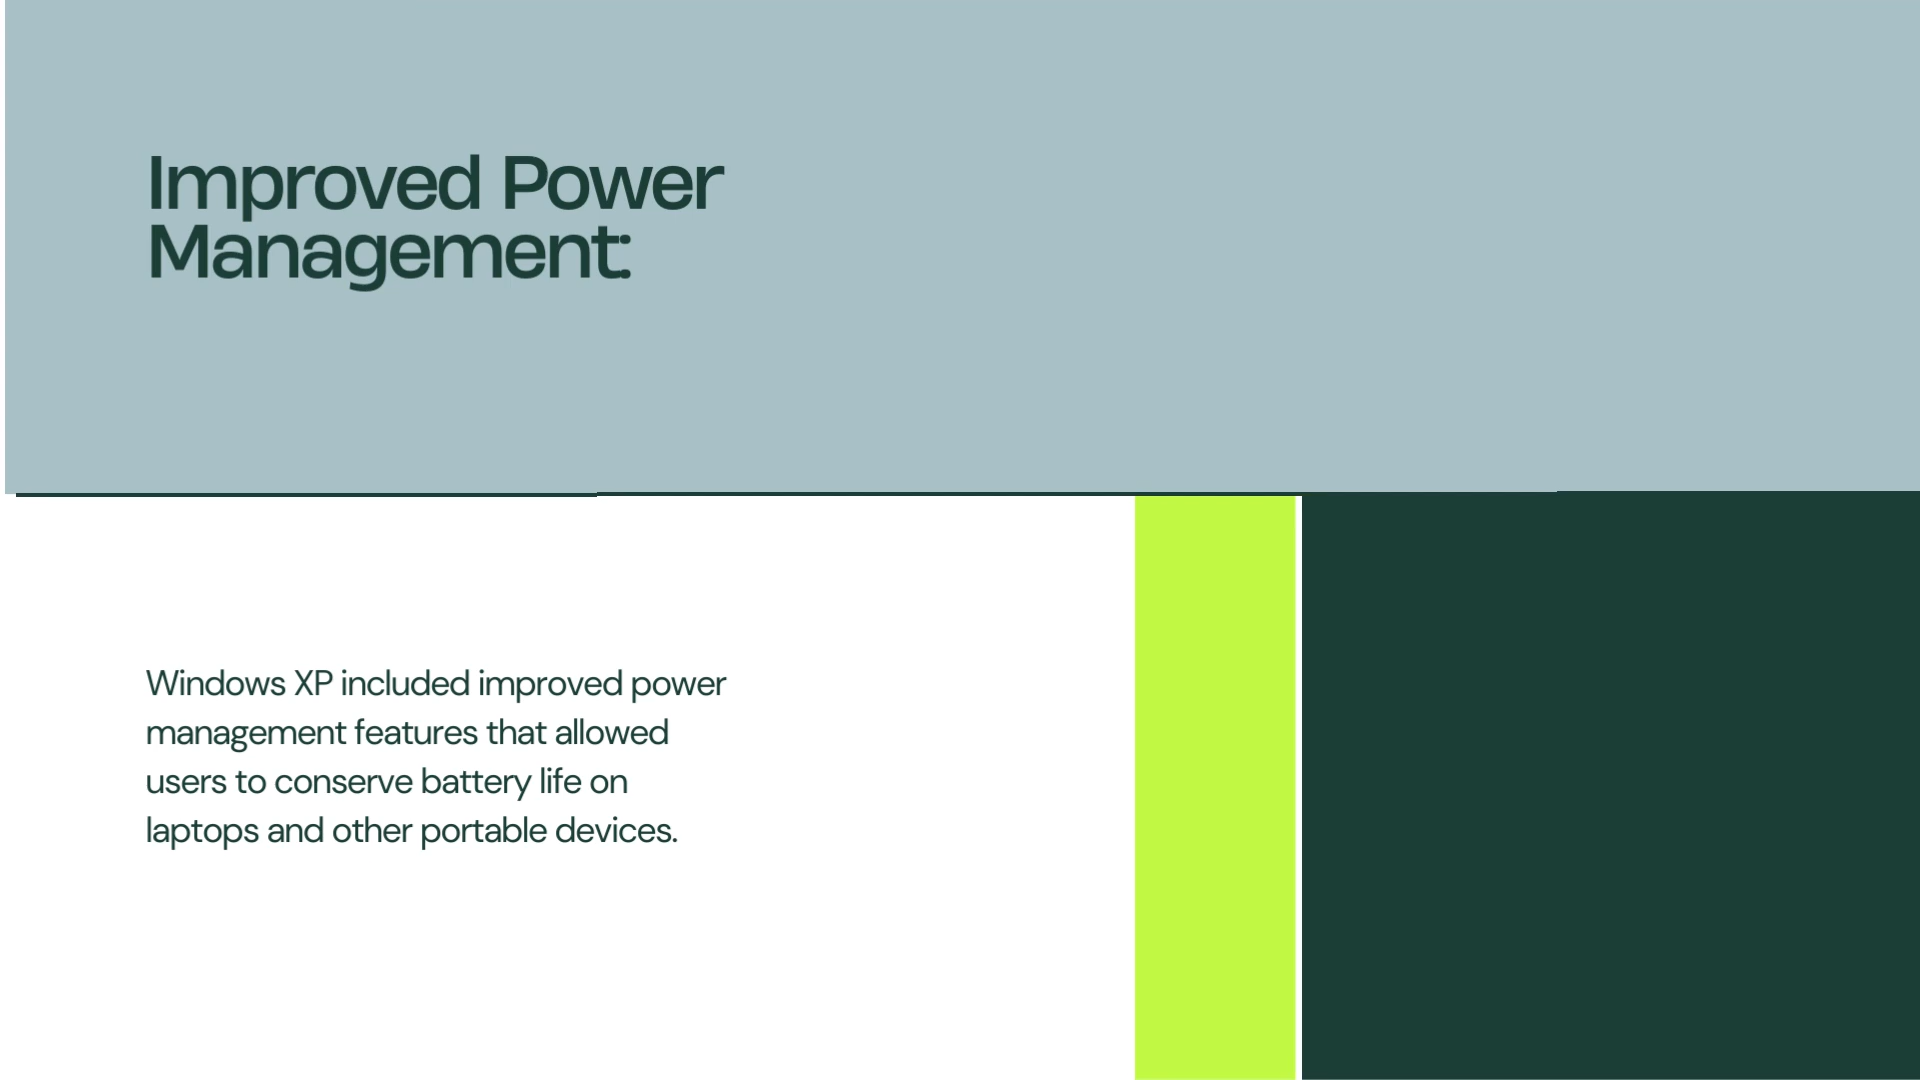 Improved Power
Management:
Windows XP included improved power
management features that allowed
users to conserve battery life on
laptops and other portable devices.